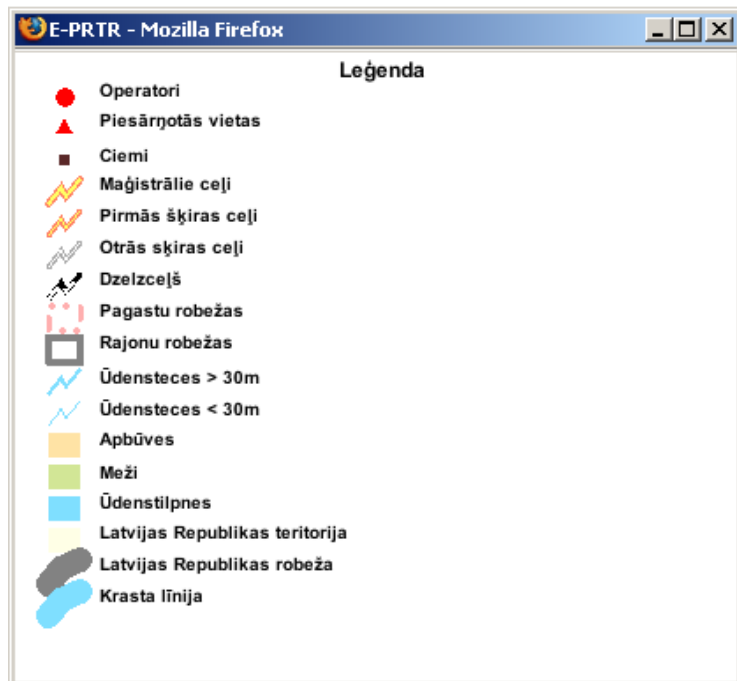 E-PRTR - Mozilla Firefox
Leģenda
Operatori
Piesārņotās vietas
Ciemi
Maģistrālie ceļi
Pirmās šķiras ceļi
Otrās sķiras ceļi
Dzelzceļš
Pagastu robežas
Rajonu robežas
Ūdensteces > 30m
Ūdensteces < 30m
Apbūves
Meži
Ūdenstilpnes
Latvijas Republikas teritorija
Latvijas Republikas robeža
Krasta līnija